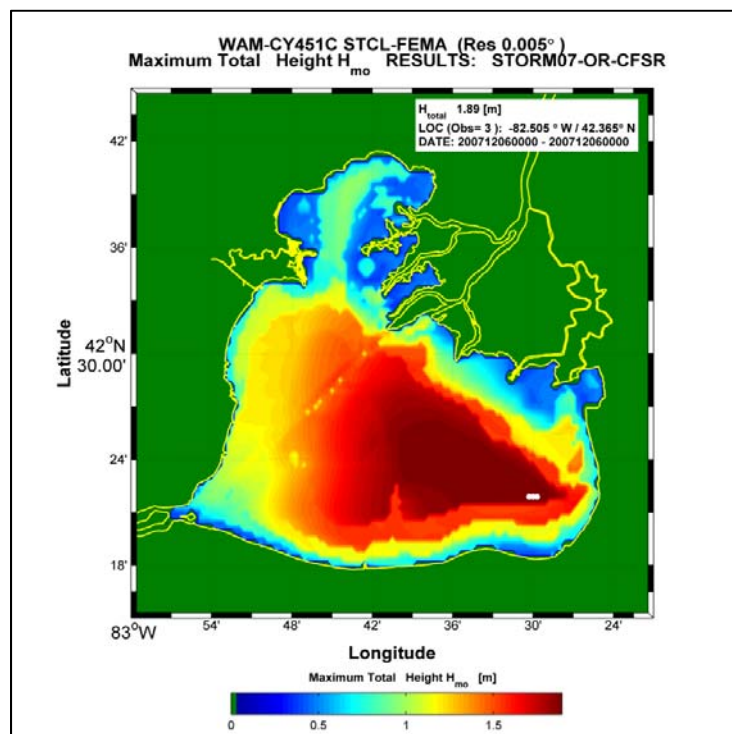 WAM-CY451C STCL-FEMA (Res 0.005°)
Maximum Total Height Hmo RESULTS: STORM07-OR-CFSR
Htotal 1.89 [m]
LOC (Obs= 3 ): -82.505 ° W / 42.365° N
DATE: 200712060000 - 200712060000
42'
36'
42°N
30.00'
24'
18'
Latitude
83°W
54'
48'
42'
36'
30'
24'
Longitude
Maximum Total Height Hmo [m]
0
0.5
1
1.5